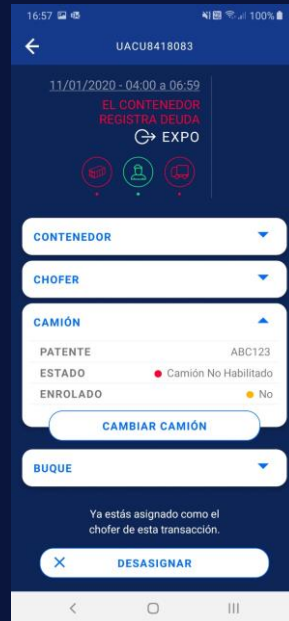 16:57 100%
UACU8418083
11/01/2020 - 04:00 a 06:59
EL CONTENEDOR
REGISTRA DEUDA
EXPO
CONTENEDOR
CHOFER
CAMIÓN
PATENTE ABC123
ESTADO Camión No Habilitado
ENROLADO No
CAMBIAR CAMIÓN
BUQUE
Ya estás asignado como el
chofer de esta transacción.
DESASIGNAR